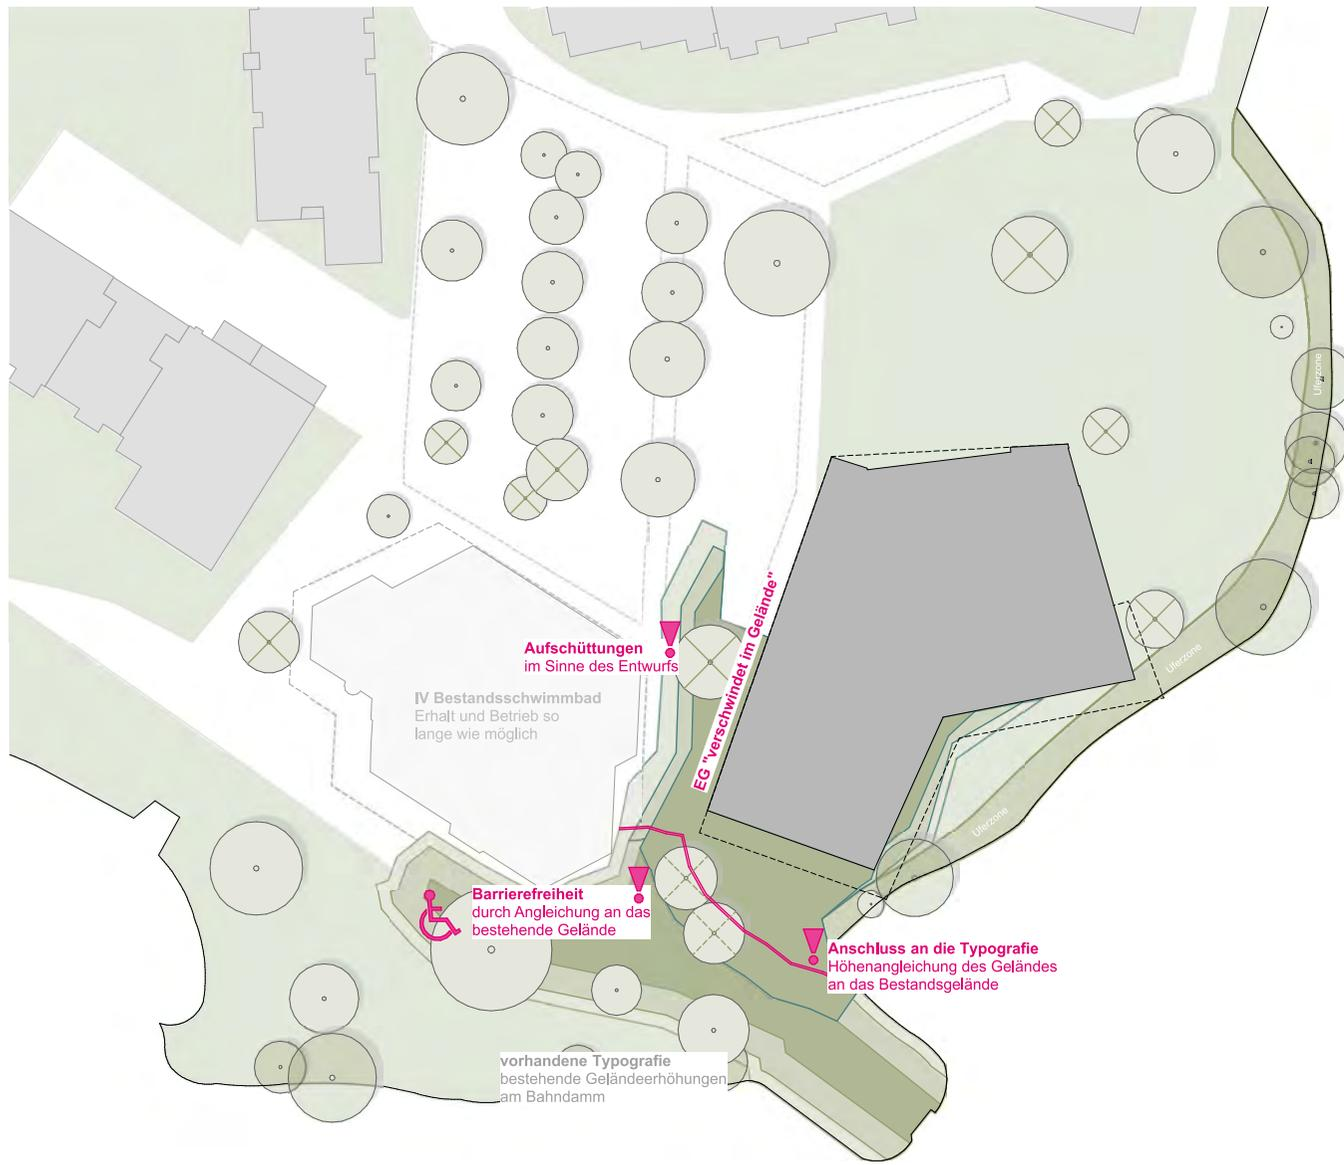 Uferzone
EG "verschwindet im Gelände"
Aufschüttungen
im Sinne des Entwurfs
Uferzone
IV Bestandsschwimmbad
Erhalt und Betrieb so
lange wie möglich
Uferzone
Barrierefreiheit
durch Angleichung an das
bestehende Gelände
Anschluss an die Typografie
Höhenangleichung des Geländes
an das Bestandsgelände
vorhandene Typografie
bestehende Geländeerhöhungen
am Bahndamm